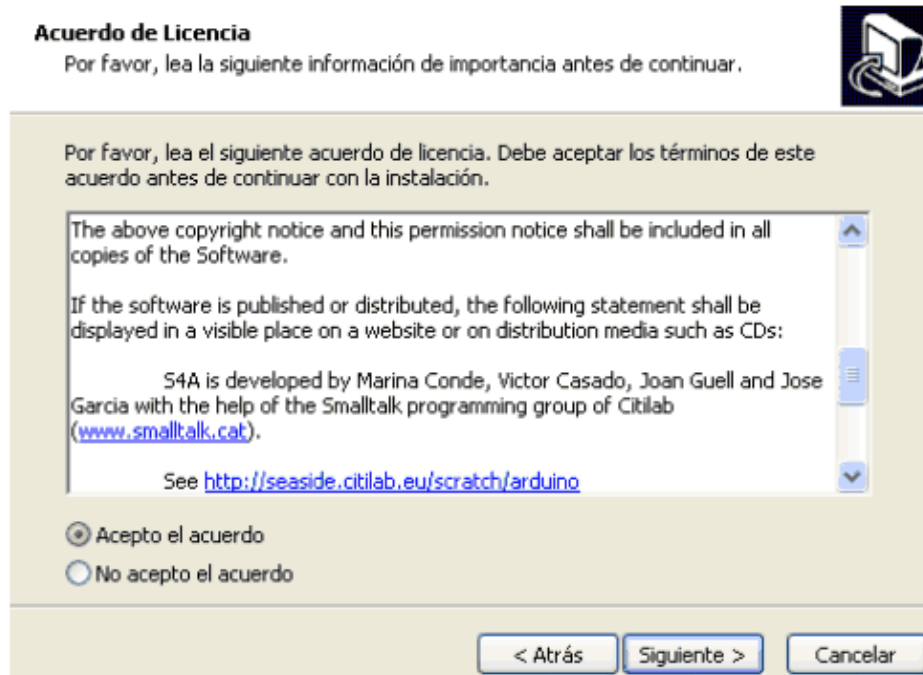 Acuerdo de Licencia
Por favor, lea la siguiente información de importancia antes de continuar.
Por favor, lea el siguiente acuerdo de licencia. Debe aceptar los términos de este
acuerdo antes de continuar con la instalación.
The above copyright notice and this permission notice shall be included in all
copies of the Software.
If the software is published or distributed, the following statement shall be
displayed in a visible place on a website or on distribution media such as CDs:
S4A is developed by Marina Conde, Victor Casado, Joan Guell and Jose
Garcia with the help of the Smalltalk programming group of Citilab
(www.smalltalk.cat).
See http://seaside.citilab.eu/scratch/arduino
Acepto el acuerdo
No acepto el acuerdo
< Atrás Siguiente > Cancelar